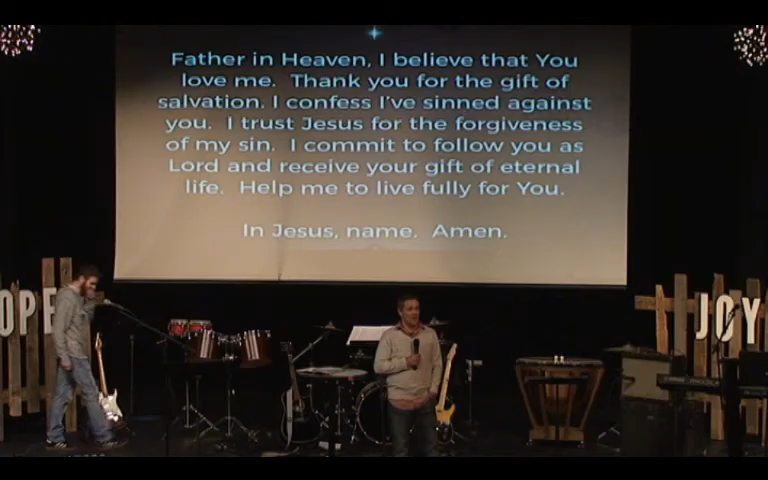 Father in Heaven, I believe that You
love me. Thank you for the gift of
salvation. I confess I've sinned against
you. I trust Jesus for the forgiveness
of my sin. I commit to follow you as
Lord and receive your gift of eternal
life. Help me to live fully for You.
In Jesus, name. Amen.
OPE
JOY